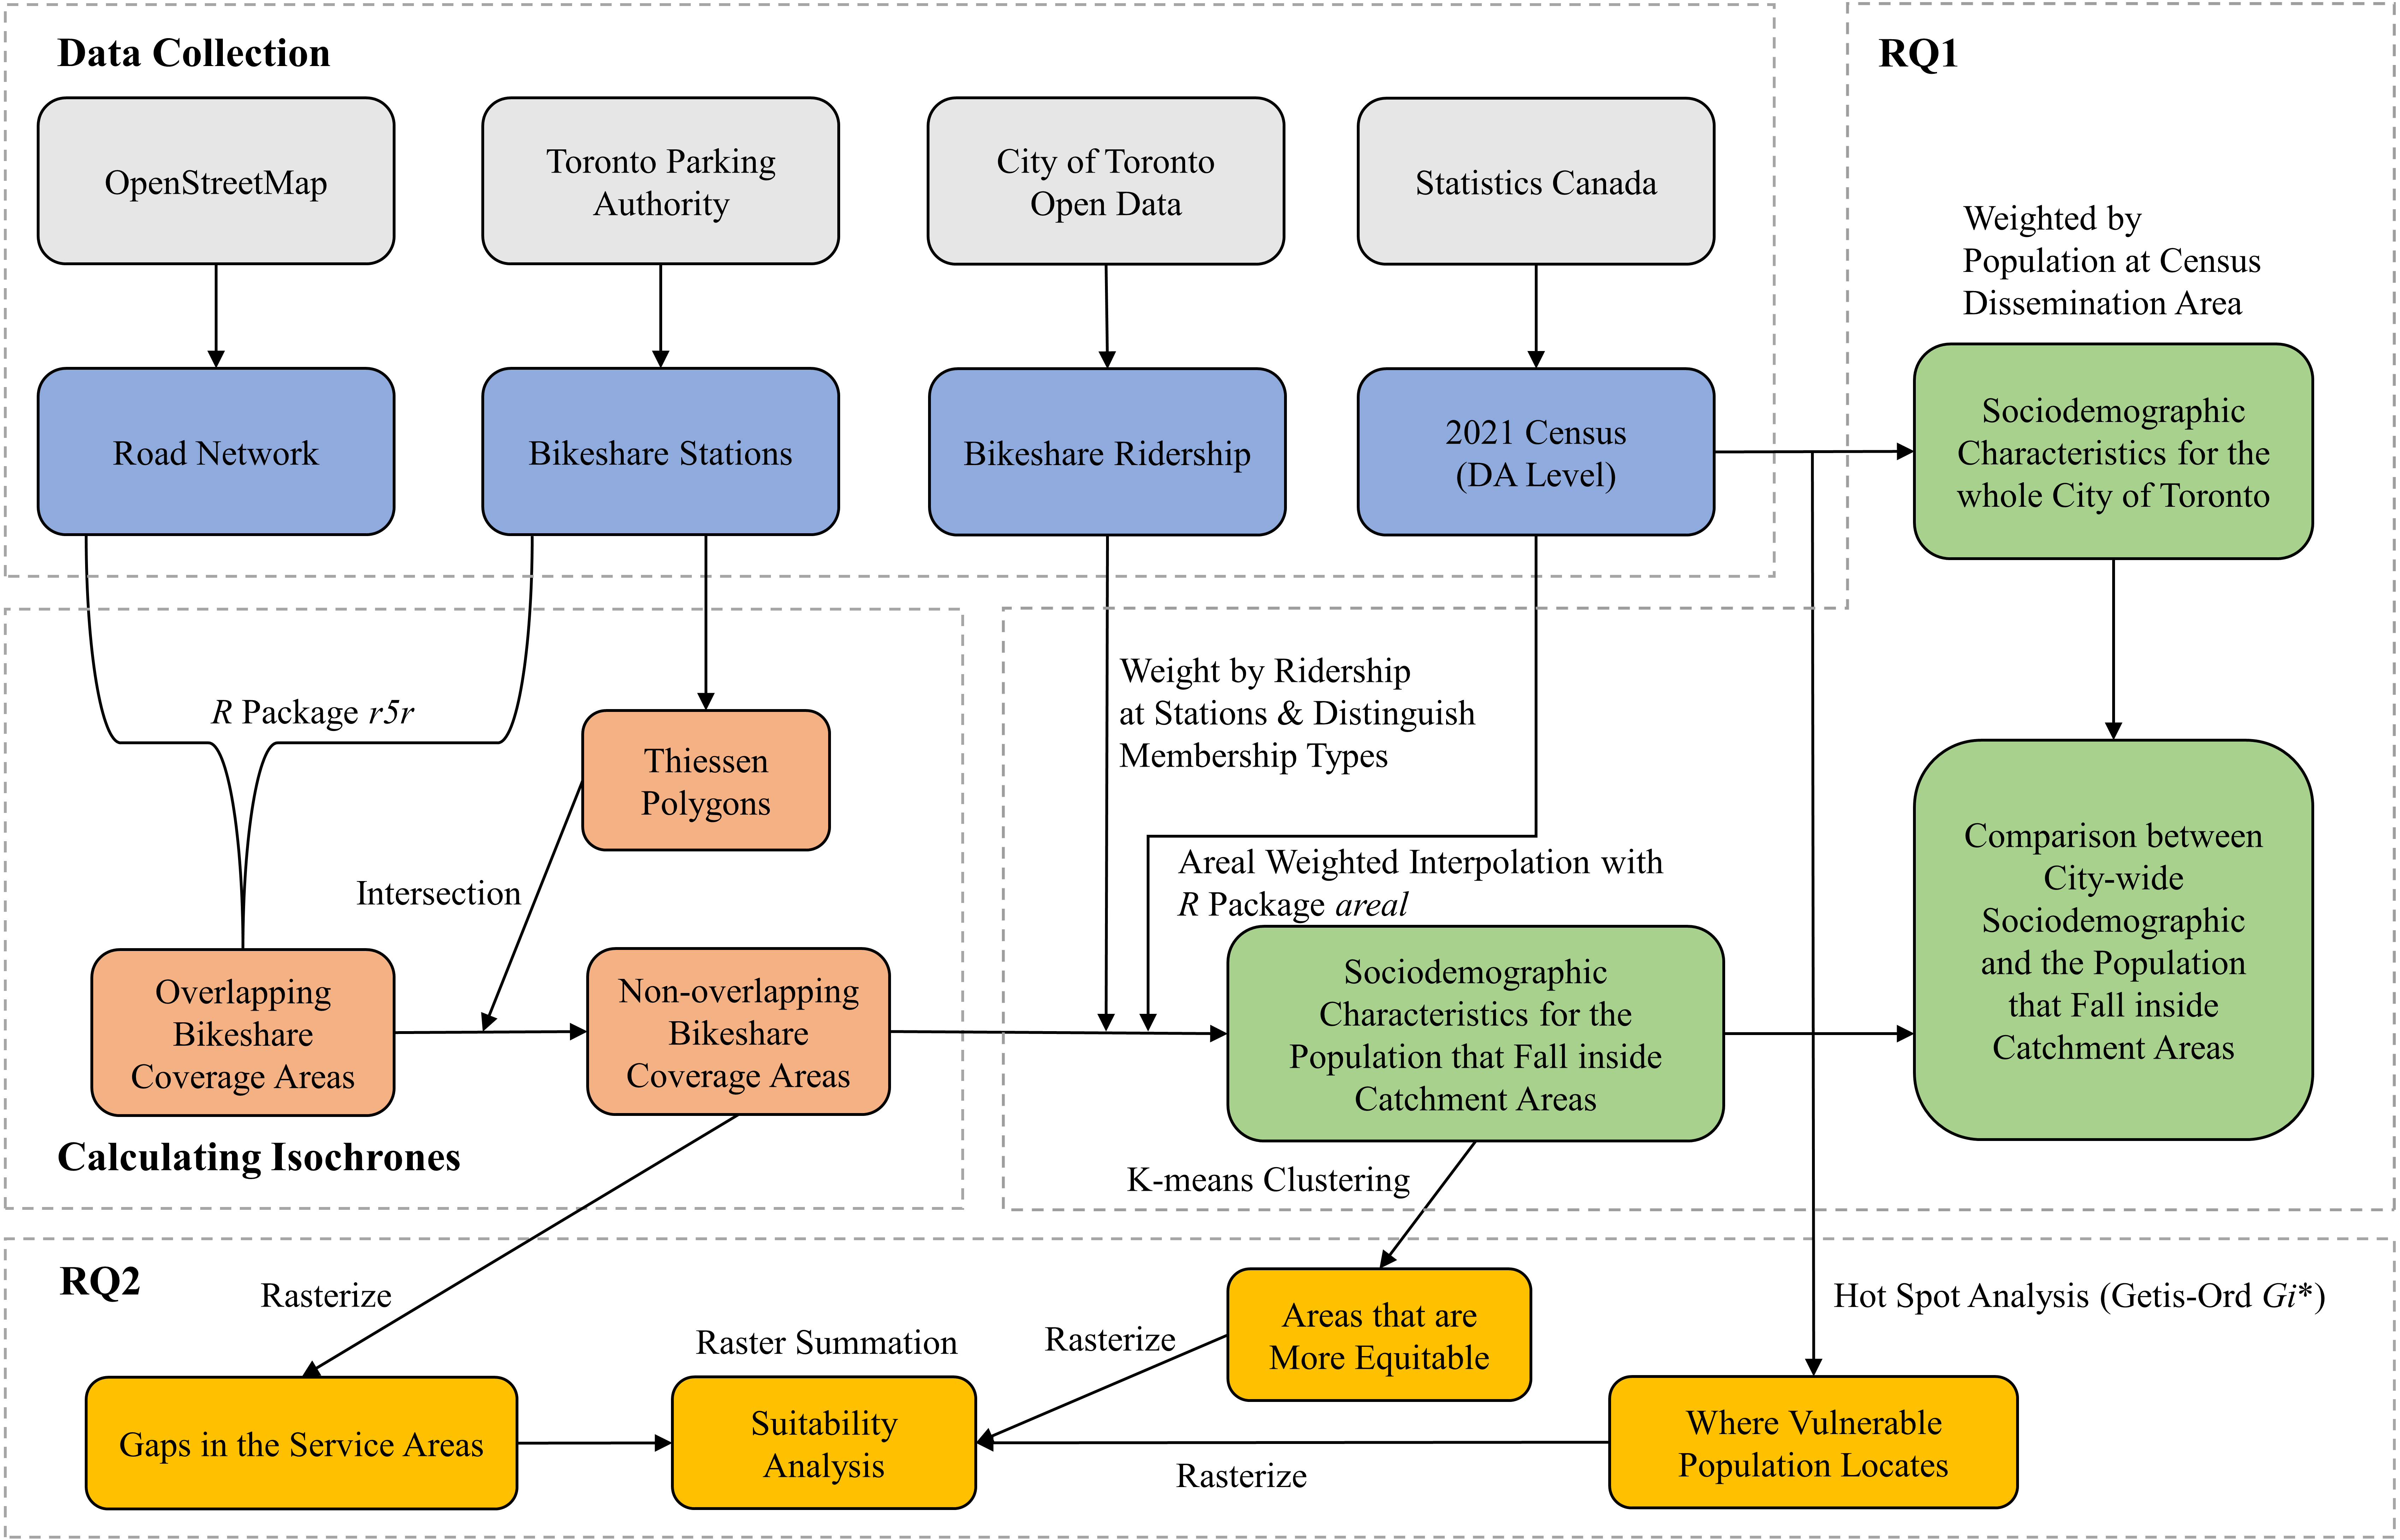 Data Collection
OpenStreetMap
Toronto Parking
Authority
City of Toronto
Open Data
Statistics Canada
Road Network
Bikeshare Stations
Bikeshare Ridership
2021 Census
(DA Level)
RQ1
Weighted by
Population at Census
Dissemination Area
Sociodemographic
Characteristics for the
whole City of Toronto
R Package r5r
Thiessen
Polygons
Intersection
Overlapping
Bikeshare
Coverage Areas
Non-overlapping
Bikeshare
Coverage Areas
Calculating Isochrones
Weight by Ridership
at Stations & Distinguish
Membership Types
Areal Weighted Interpolation with
R Package areal
Sociodemographic
Characteristics for the
Population that Fall inside
Catchment Areas
Comparison between
City-wide
Sociodemographic
and the Population
that Fall inside
Catchment Areas
K-means Clustering
RQ2
Rasterize
Gaps in the Service Areas
Raster Summation
Suitability
Analysis
Rasterize
Areas that are
More Equitable
Hot Spot Analysis (Getis-Ord Gi*)
Where Vulnerable
Population Locates
Rasterize